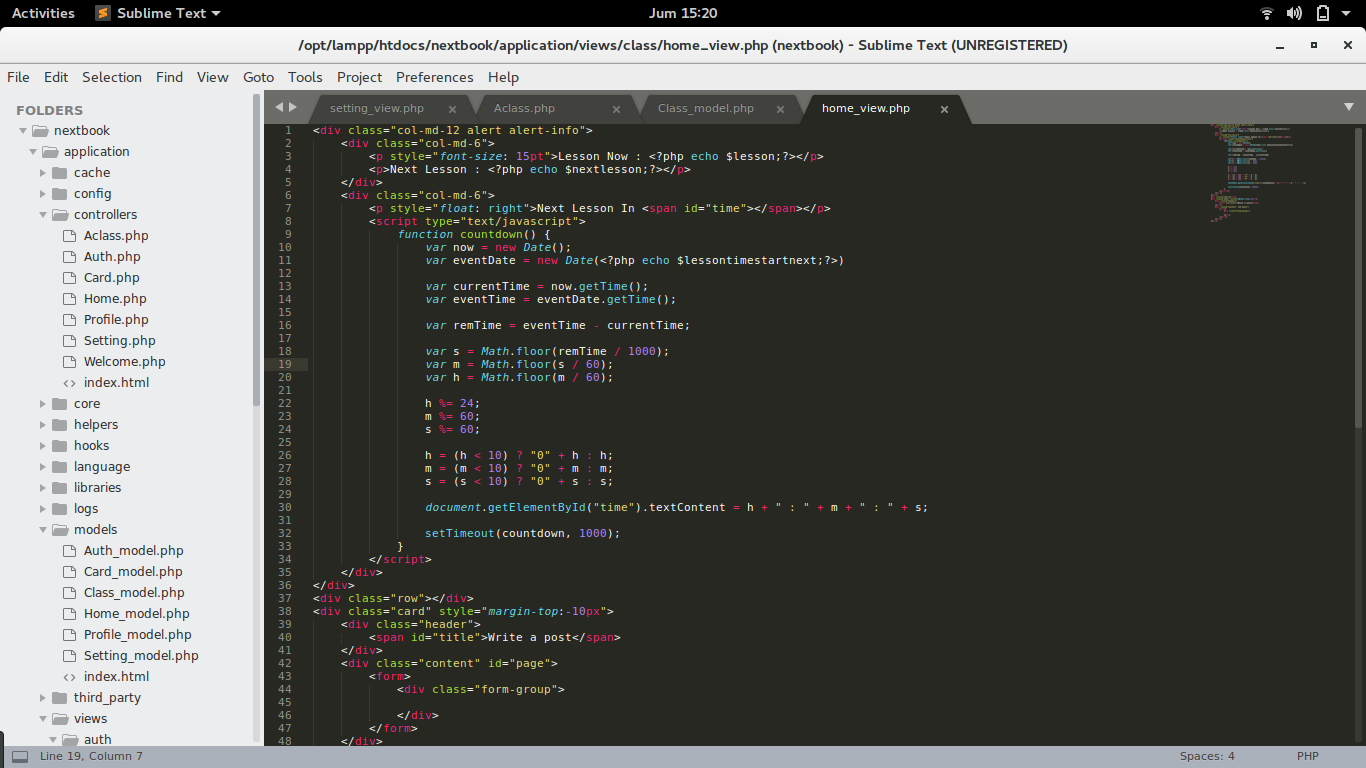 Activities Sublime Text Jum 15:20
/opt/lampp/htdocs/nextbook/application/views/class/home_view.php (nextbook) - Sublime Text (UNREGISTERED)
File Edit Selection Find View Goto Tools Project Preferences Help
FOLDERS
nextbook
application
cache
config
controllers
Aclass.php
Auth.php
Card.php
Home.php
Profile.php
Setting.php
Welcome.php
index.html
core
helpers
hooks
language
libraries
logs
models
Auth_model.php
Card_model.php
Class_model.php
Home_model.php
Profile_model.php
Setting_model.php
index.html
third_party
views
auth
setting_view.php Aclass.php Class_model.php home_view.php
1 <div class="col-md-12 alert alert-info">
2 <div class="col-md-6">
3 <p style="font-size: 15pt">Lesson Now : <?php echo $lesson;?></p>
4 <p>Next Lesson : <?php echo $nextlesson;?></p>
5 </div>
6 <div class="col-md-6">
7 <p style="float: right">Next Lesson In <span id="time"></span></p>
8 <script type="text/javascript">
9 function countdown() {
10 var now = new Date();
11 var eventDate = new Date(<?php echo $lessontimestartnext;?>)
12
13 var currentTime = now.getTime();
14 var eventTime = eventDate.getTime();
15
16 var remTime = eventTime - currentTime;
17
18 var s = Math.floor(remTime / 1000);
19 var m = Math.floor(s / 60);
20 var h = Math.floor(m / 60);
21
22 h %= 24;
23 m %= 60;
24 s %= 60;
25
26 h = (h < 10) ? "0" + h : h;
27 m = (m < 10) ? "0" + m : m;
28 s = (s < 10) ? "0" + s : s;
29
30 document.getElementById("time").textContent = h + " : " + m + " : " + s;
31
32 setTimeout(countdown, 1000);
33 }
34 </script>
35 </div>
36 </div>
37 <div class="row"></div>
38 <div class="card" style="margin-top:-10px">
39 <div class="header">
40 <span id="title">Write a post</span>
41 </div>
42 <div class="content" id="page">
43 <form>
44 <div class="form-group">
45
46 </div>
47 </form>
48 </div>
Line 19, Column 7 Spaces: 4 PHP